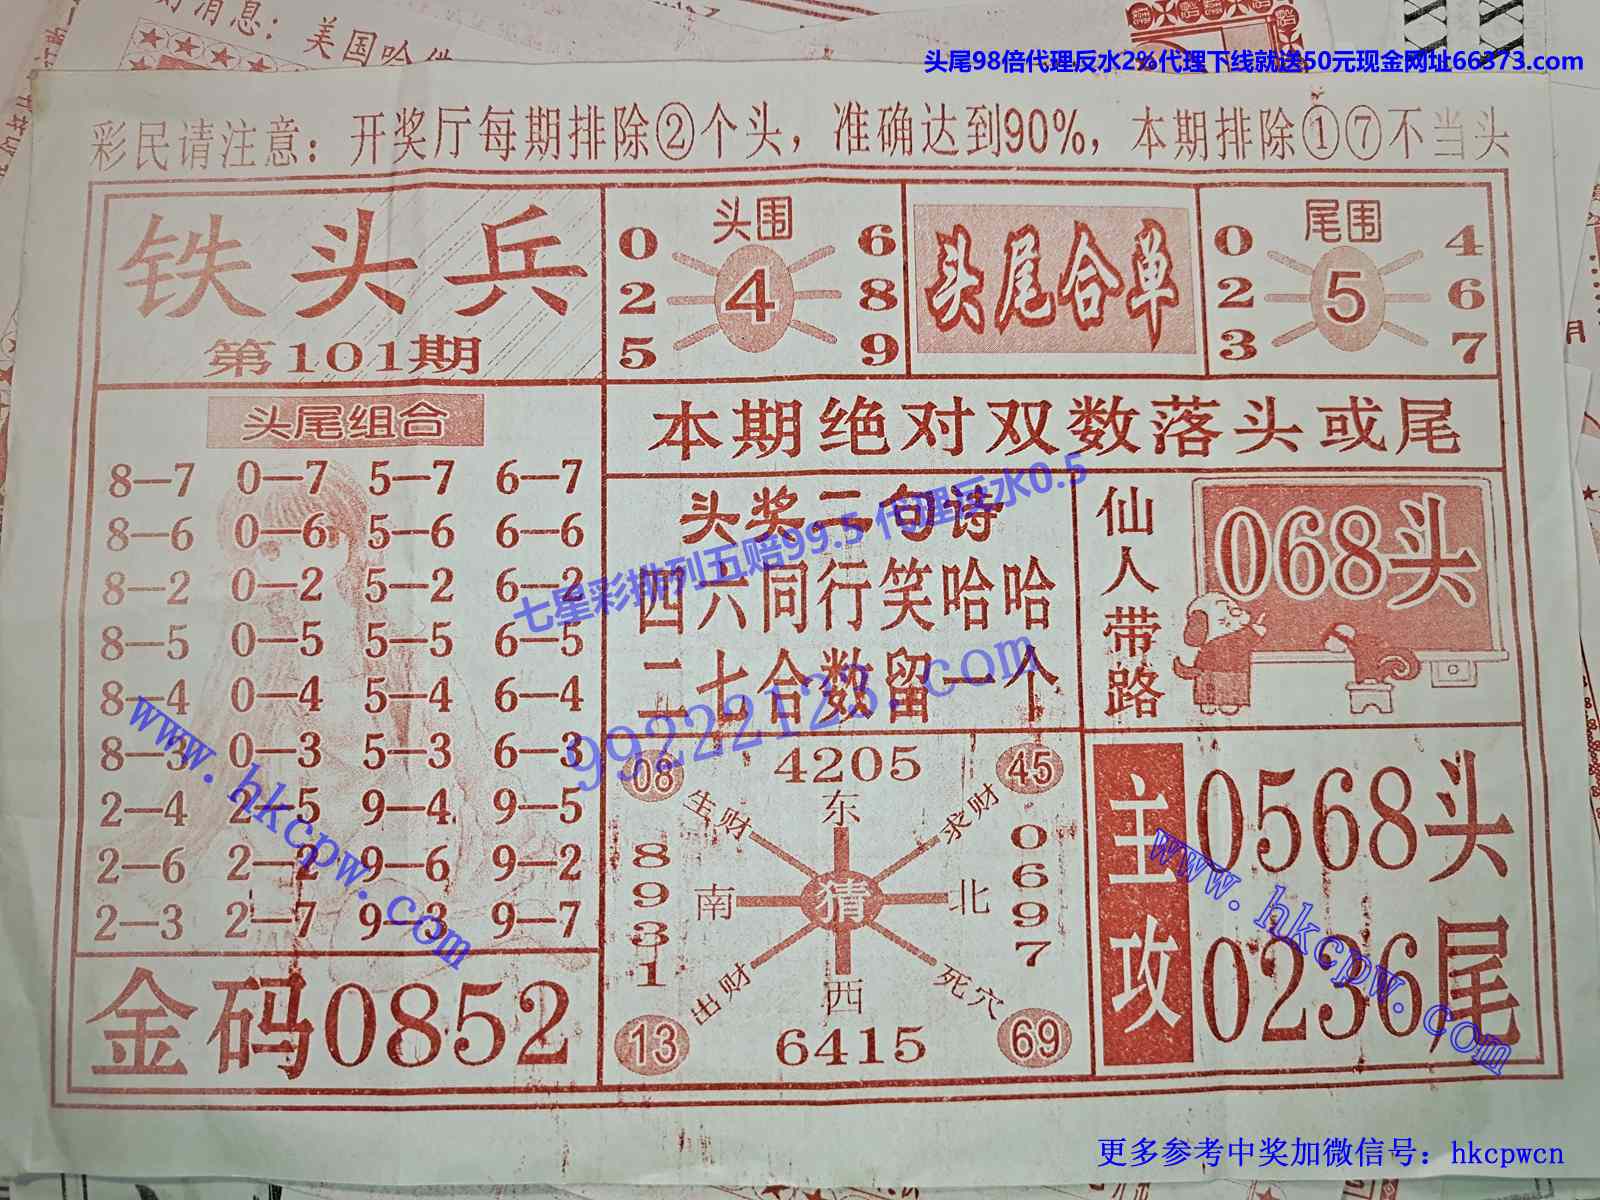 财消息：美国哈
头尾98倍代理反水2%代理下线就送50元现金网址66373.com
彩民请注意：开奖厅每期排除②个头，准确达到90%，本期排除①⑦不当头
铁头兵
第101期
头围
0 6
2 4 8
5 9
头尾合单
尾围
0 4
2 5 6
3 7
头尾组合
8—7 0—7 5—7 6—7
8—6 0—6 5—6 6—6
8—2 0—2 5—2 6—2
8—5 0—5 5—5 6—5
8—4 0—4 5—4 6—4
8—3 0—3 5—3 6—3
2—4 2—5 9—4 9—5
2—6 2—2 9—6 9—2
2—3 2—7 9—3 9—7
金码0852
本期绝对双数落头或尾
头奖二句诗
四六同行笑哈哈
二七合数留一个
七星彩排列五赔99.5 代理反水0.5
99222123.com
仙人带路
068头
08 4205 45
生财 东 求财
8931 南 猜 北 0697
出财 西 死穴
13 6415 69
主攻
0568头
0236尾
www.hkcpw.com
www.hkcpw.com
更多参考中奖加微信号：hkcpwcn